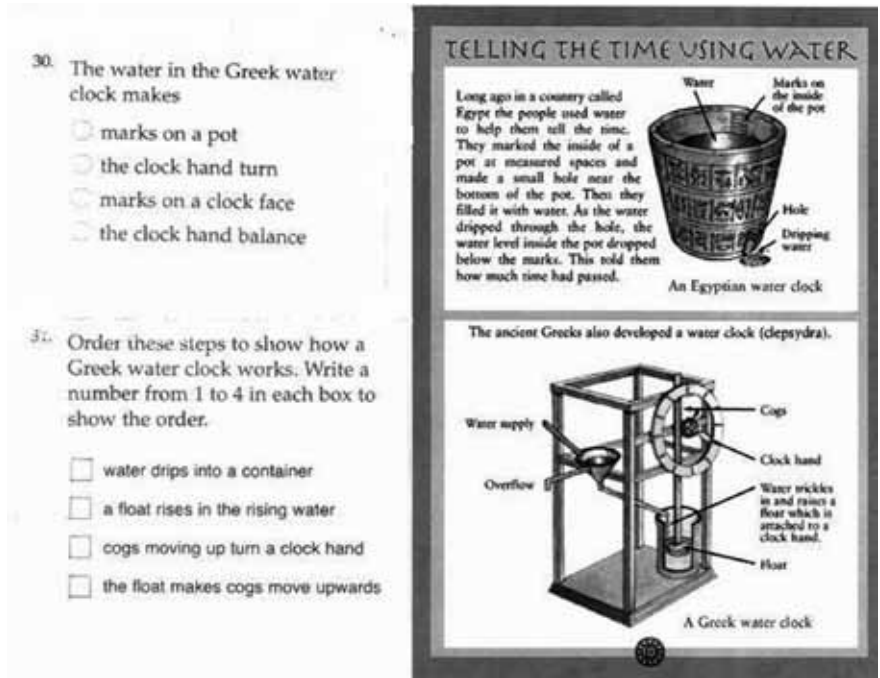 30. The water in the Greek water
clock makes
marks on a pot
the clock hand turn
marks on a clock face
the clock hand balance
31. Order these steps to show how a
Greek water clock works. Write a
number from 1 to 4 in each box to
show the order.
water drips into a container
a float rises in the rising water
cogs moving up turn a clock hand
the float makes cogs move upwards
TELLING THE TIME USING WATER
Long ago in a country called
Egypt the people used water
to help them tell the time.
They marked the inside of a
pot at measured spaces and
made a small hole near the
bottom of the pot. Then they
filled it with water. As the water
dripped through the hole, the
water level inside the pot dropped
below the marks. This told them
how much time had passed.
Water
Marks on
the inside
of the pot
Hole
Dripping
water
An Egyptian water clock
The ancient Greeks also developed a water clock (clepsydra).
Water supply
Overflow
Cogs
Clock hand
Water trickles
in and raises a
float which is
attached to a
clock hand.
Float
A Greek water clock